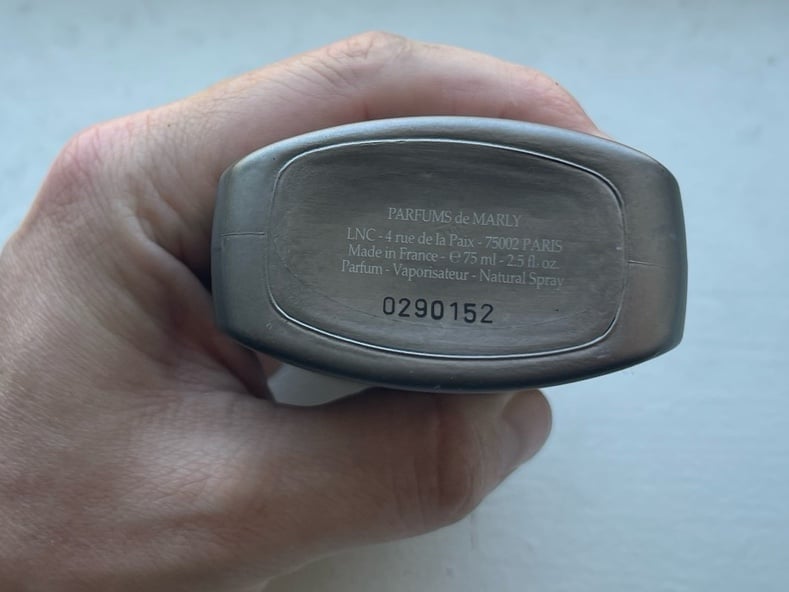 PARFUMS de MARLY
LNC - 4 rue de la Paix - 75002 PARIS
Made in France - ℮ 75 ml - 2.5 fl. oz.
Parfum - Vaporisateur - Natural Spray
0290152